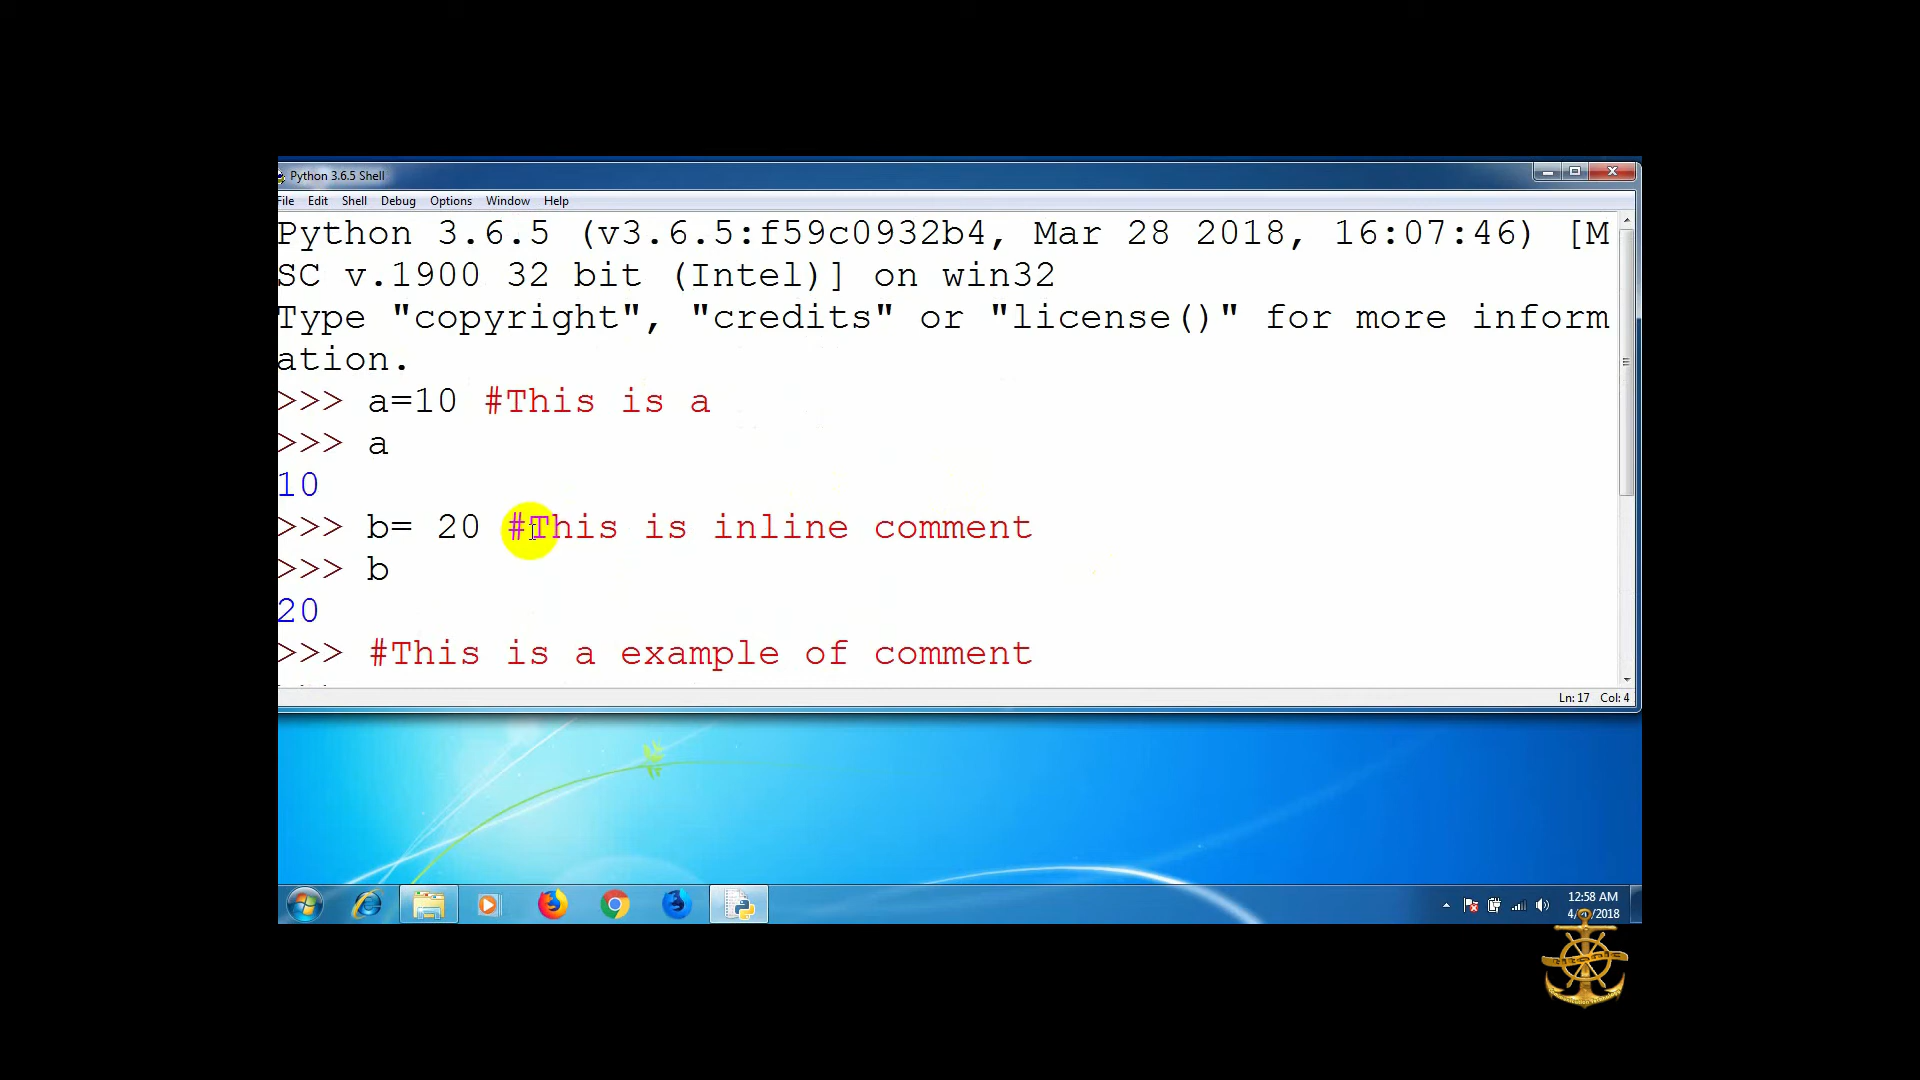 Python 3.6.5 Shell
File Edit Shell Debug Options Window Help
Python 3.6.5 (v3.6.5:f59c0932b4, Mar 28 2018, 16:07:46) [M
SC v.1900 32 bit (Intel)] on win32
Type "copyright", "credits" or "license()" for more inform
ation.
>>> a=10 #This is a
>>> a
10
>>> b= 20 #This is inline comment
>>> b
20
>>> #This is a example of comment
Ln: 17 Col: 4
12:58 AM
titanic